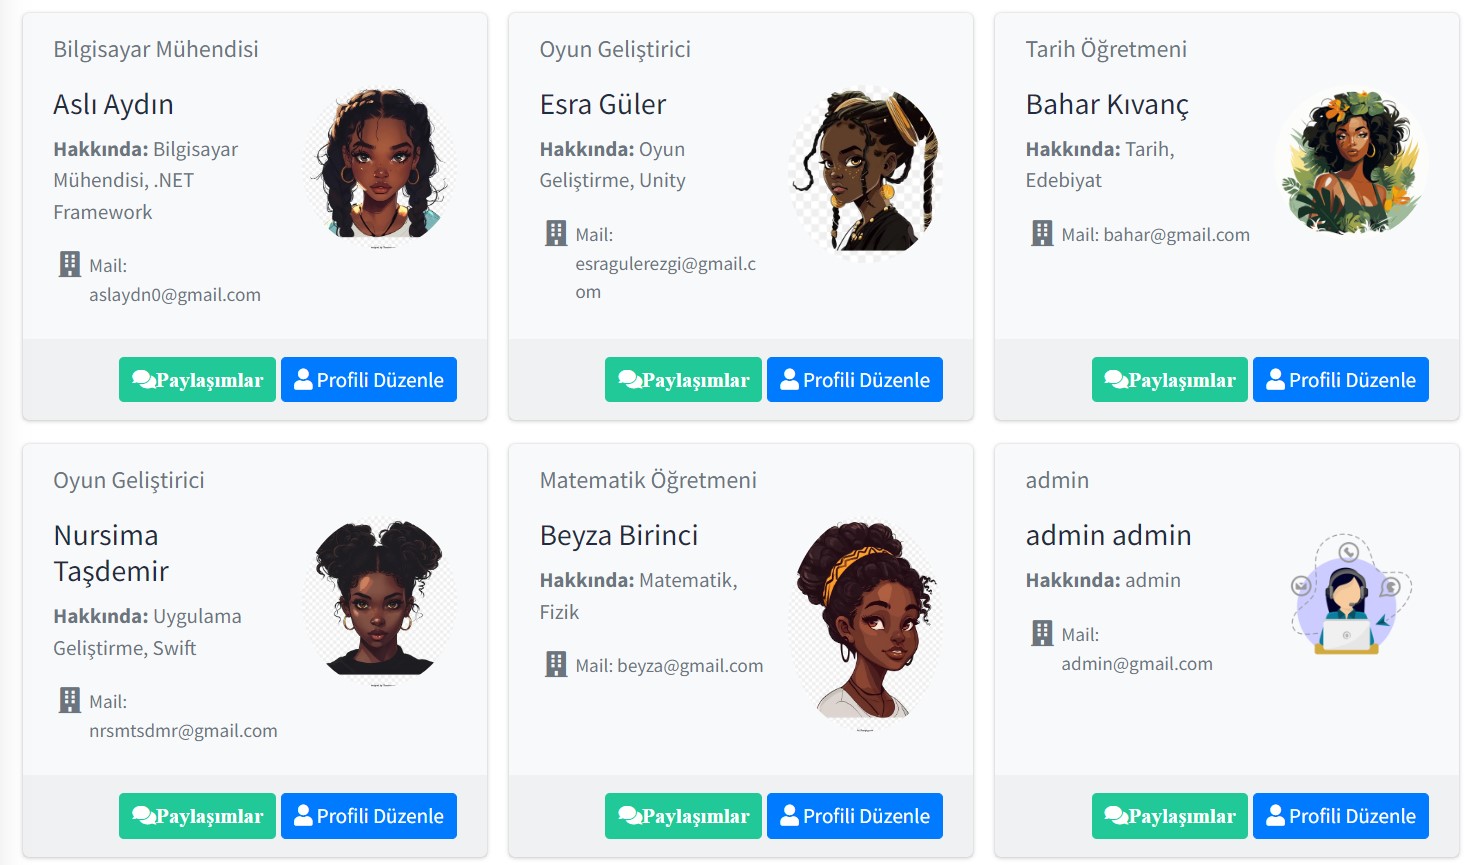 Bilgisayar Mühendisi
Aslı Aydın
Hakkında: Bilgisayar
Mühendisi, .NET
Framework
Mail:
aslaydn0@gmail.com
Paylaşımlar
Profili Düzenle
Oyun Geliştirici
Esra Güler
Hakkında: Oyun
Geliştirme, Unity
Mail:
esragulerezgi@gmail.c
om
Paylaşımlar
Profili Düzenle
Tarih Öğretmeni
Bahar Kıvanç
Hakkında: Tarih,
Edebiyat
Mail: bahar@gmail.com
Paylaşımlar
Profili Düzenle
Oyun Geliştirici
Nursima
Taşdemir
Hakkında: Uygulama
Geliştirme, Swift
Mail:
nrsmtsdmr@gmail.com
Paylaşımlar
Profili Düzenle
Matematik Öğretmeni
Beyza Birinci
Hakkında: Matematik,
Fizik
Mail: beyza@gmail.com
Paylaşımlar
Profili Düzenle
admin
admin admin
Hakkında: admin
Mail:
admin@gmail.com
Paylaşımlar
Profili Düzenle